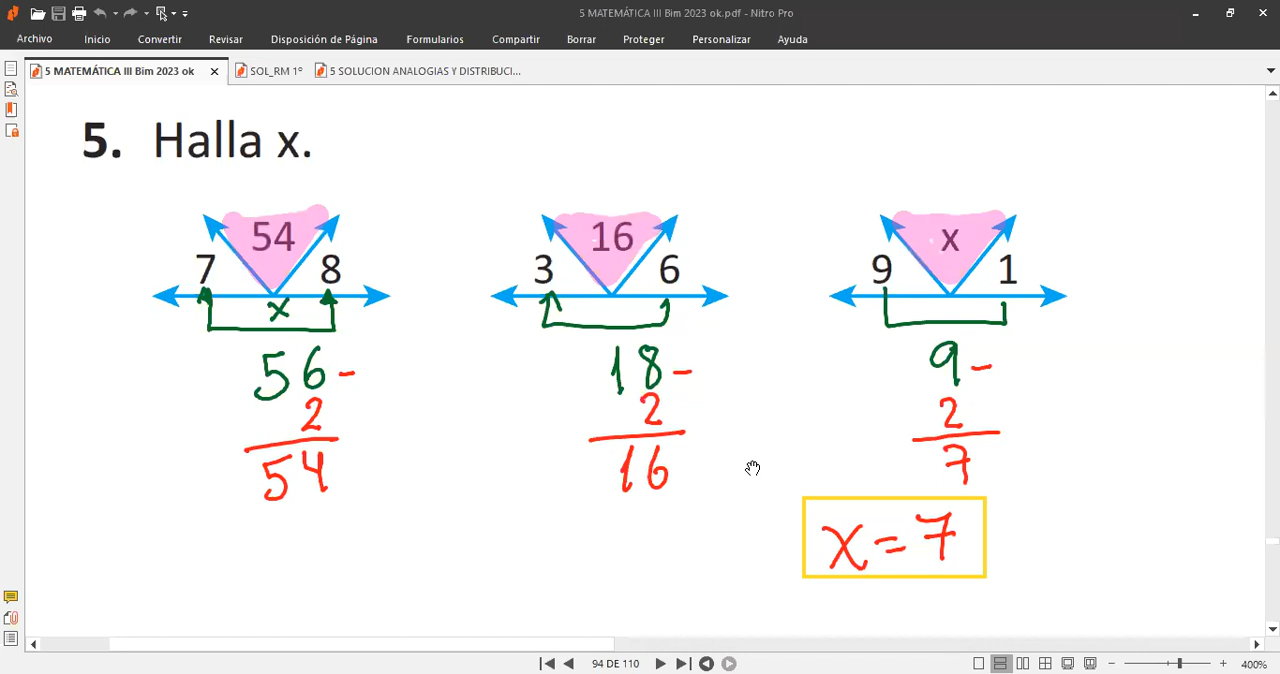 5 MATEMÁTICA III Bim 2023 ok.pdf - Nitro Pro
Archivo Inicio Convertir Revisar Disposición de Página Formularios Compartir Borrar Proteger Personalizar Ayuda
5 MATEMÁTICA III Bim 2023 ok SOL_RM 1° 5 SOLUCION ANALOGIAS Y DISTRIBUCI...
5. Halla x.
54 16 x
7 8 3 6 9 1
x
56 - 18 - 9 -
2 2 2
54 16 7
x = 7
94 DE 110 400%